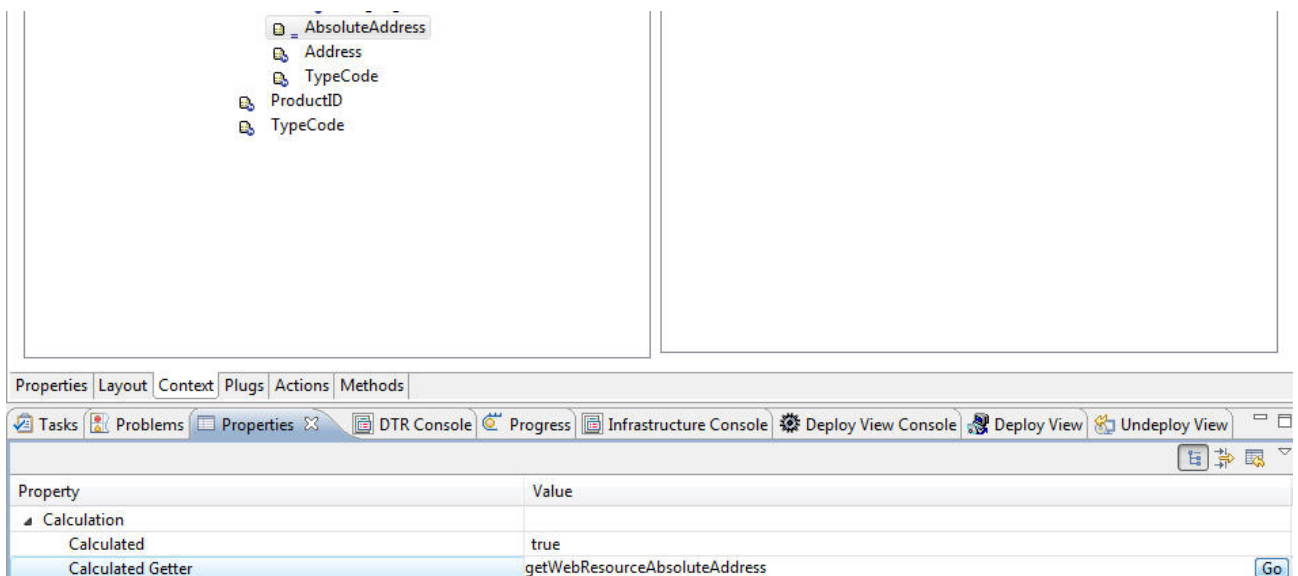 AbsoluteAddress
Address
TypeCode
ProductID
TypeCode
Properties Layout Context Plugs Actions Methods
Tasks Problems Properties DTR Console Progress Infrastructure Console Deploy View Console Deploy View Undeploy View
Property Value
Calculation
Calculated true
Calculated Getter getWebResourceAbsoluteAddress Go